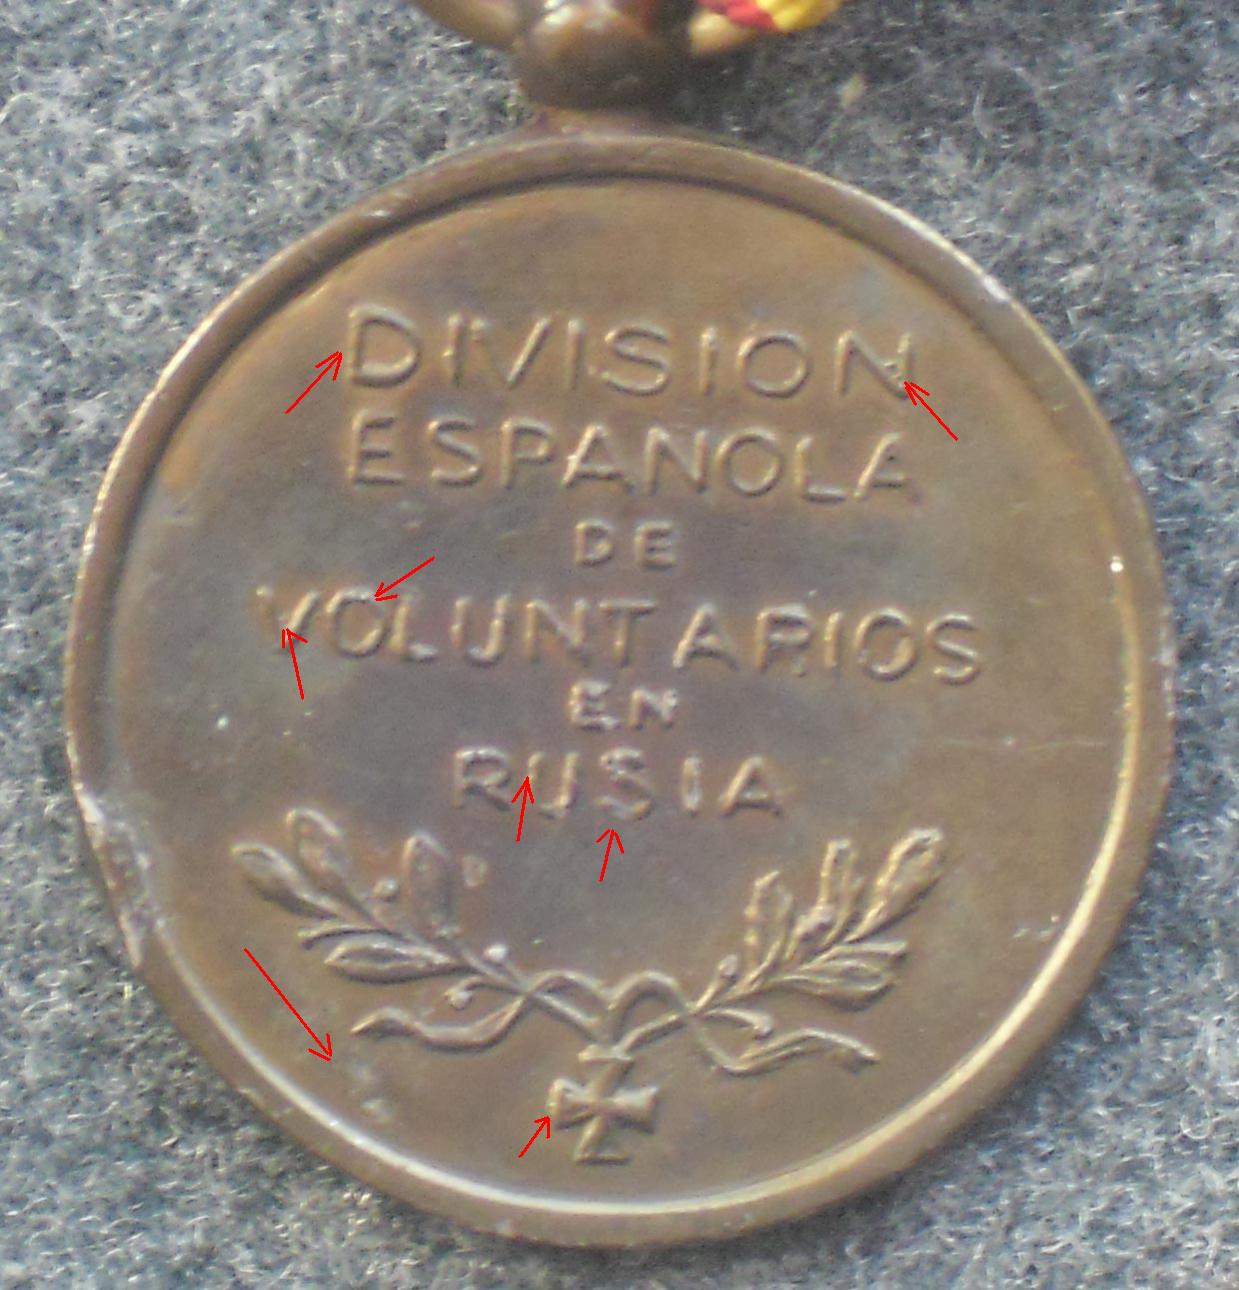 DIVISION
ESPANOLA
DE
VOLUNTARIOS
EN
RUSIA